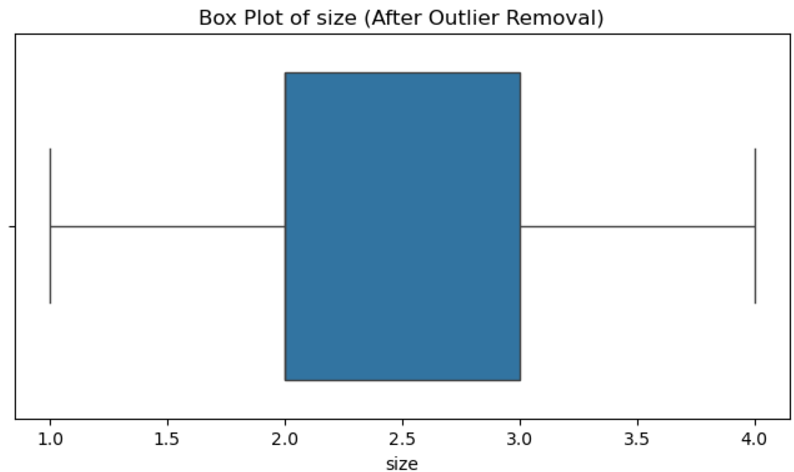 Box Plot of size (After Outlier Removal)
1.0 1.5 2.0 2.5 3.0 3.5 4.0
size